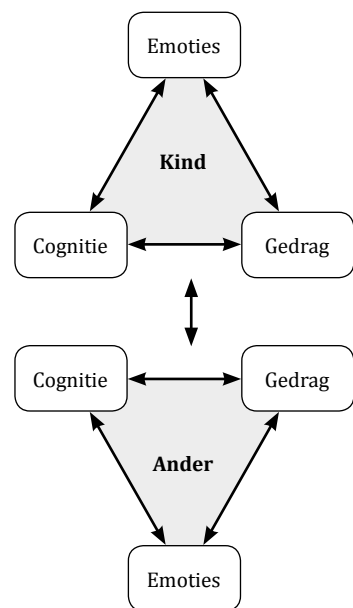 Emoties
Kind
Cognitie
Gedrag
Cognitie
Gedrag
Ander
Emoties